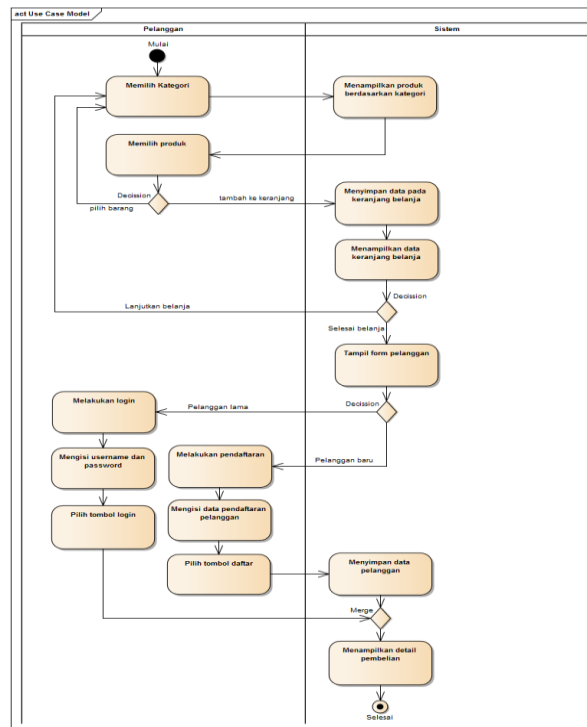 act Use Case Model
Pelanggan
Sistem
Mulai
Memilih Kategori
Menampilkan produk
berdasarkan kategori
Memilih produk
Decission
pilih barang
tambah ke keranjang
Menyimpan data pada
keranjang belanja
Menampilkan data
keranjang belanja
Decission
Lanjutkan belanja
Selesai belanja
Tampil form pelanggan
Decission
Pelanggan lama
Melakukan login
Pelanggan baru
Mengisi username dan
password
Melakukan pendaftaran
Pilih tombol login
Mengisi data pendaftaran
pelanggan
Pilih tombol daftar
Menyimpan data
pelanggan
Merge
Menampilkan detail
pembelian
Selesai